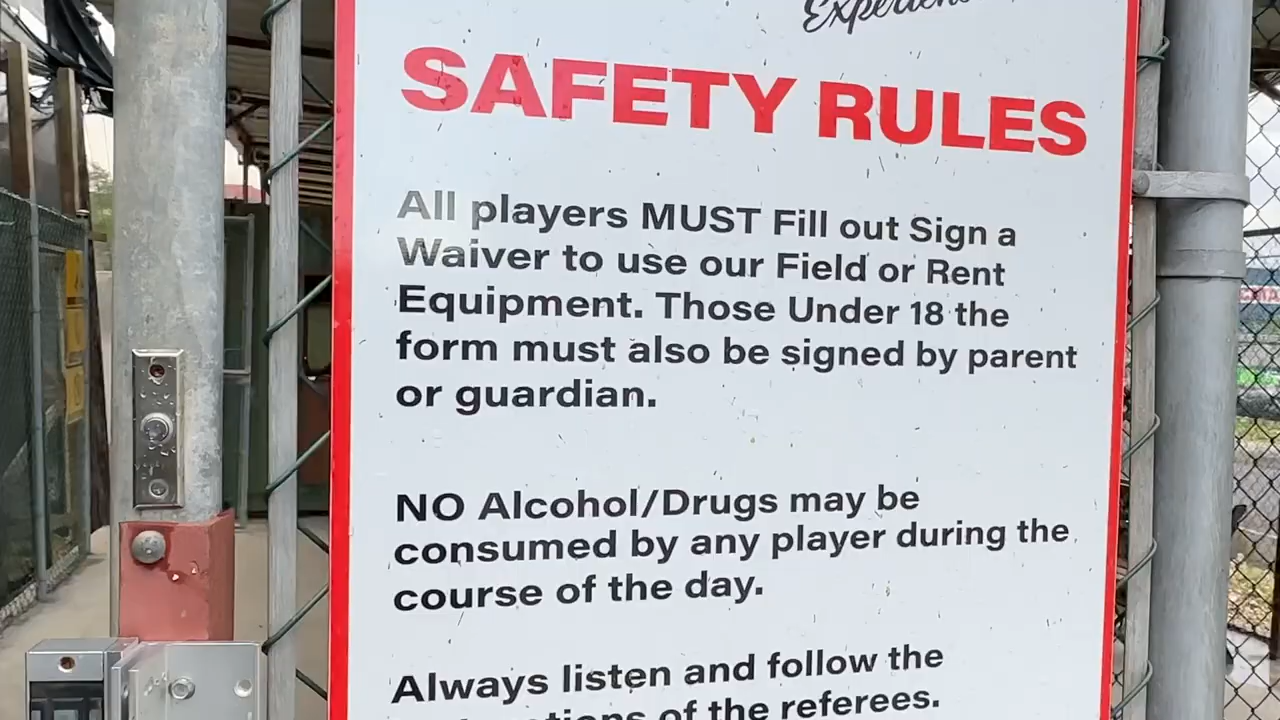 Experience
SAFETY RULES
All players MUST Fill out Sign a
Waiver to use our Field or Rent
Equipment. Those Under 18 the
form must also be signed by parent
or guardian.
NO Alcohol/Drugs may be
consumed by any player during the
course of the day.
Always listen and follow the
of the referees.